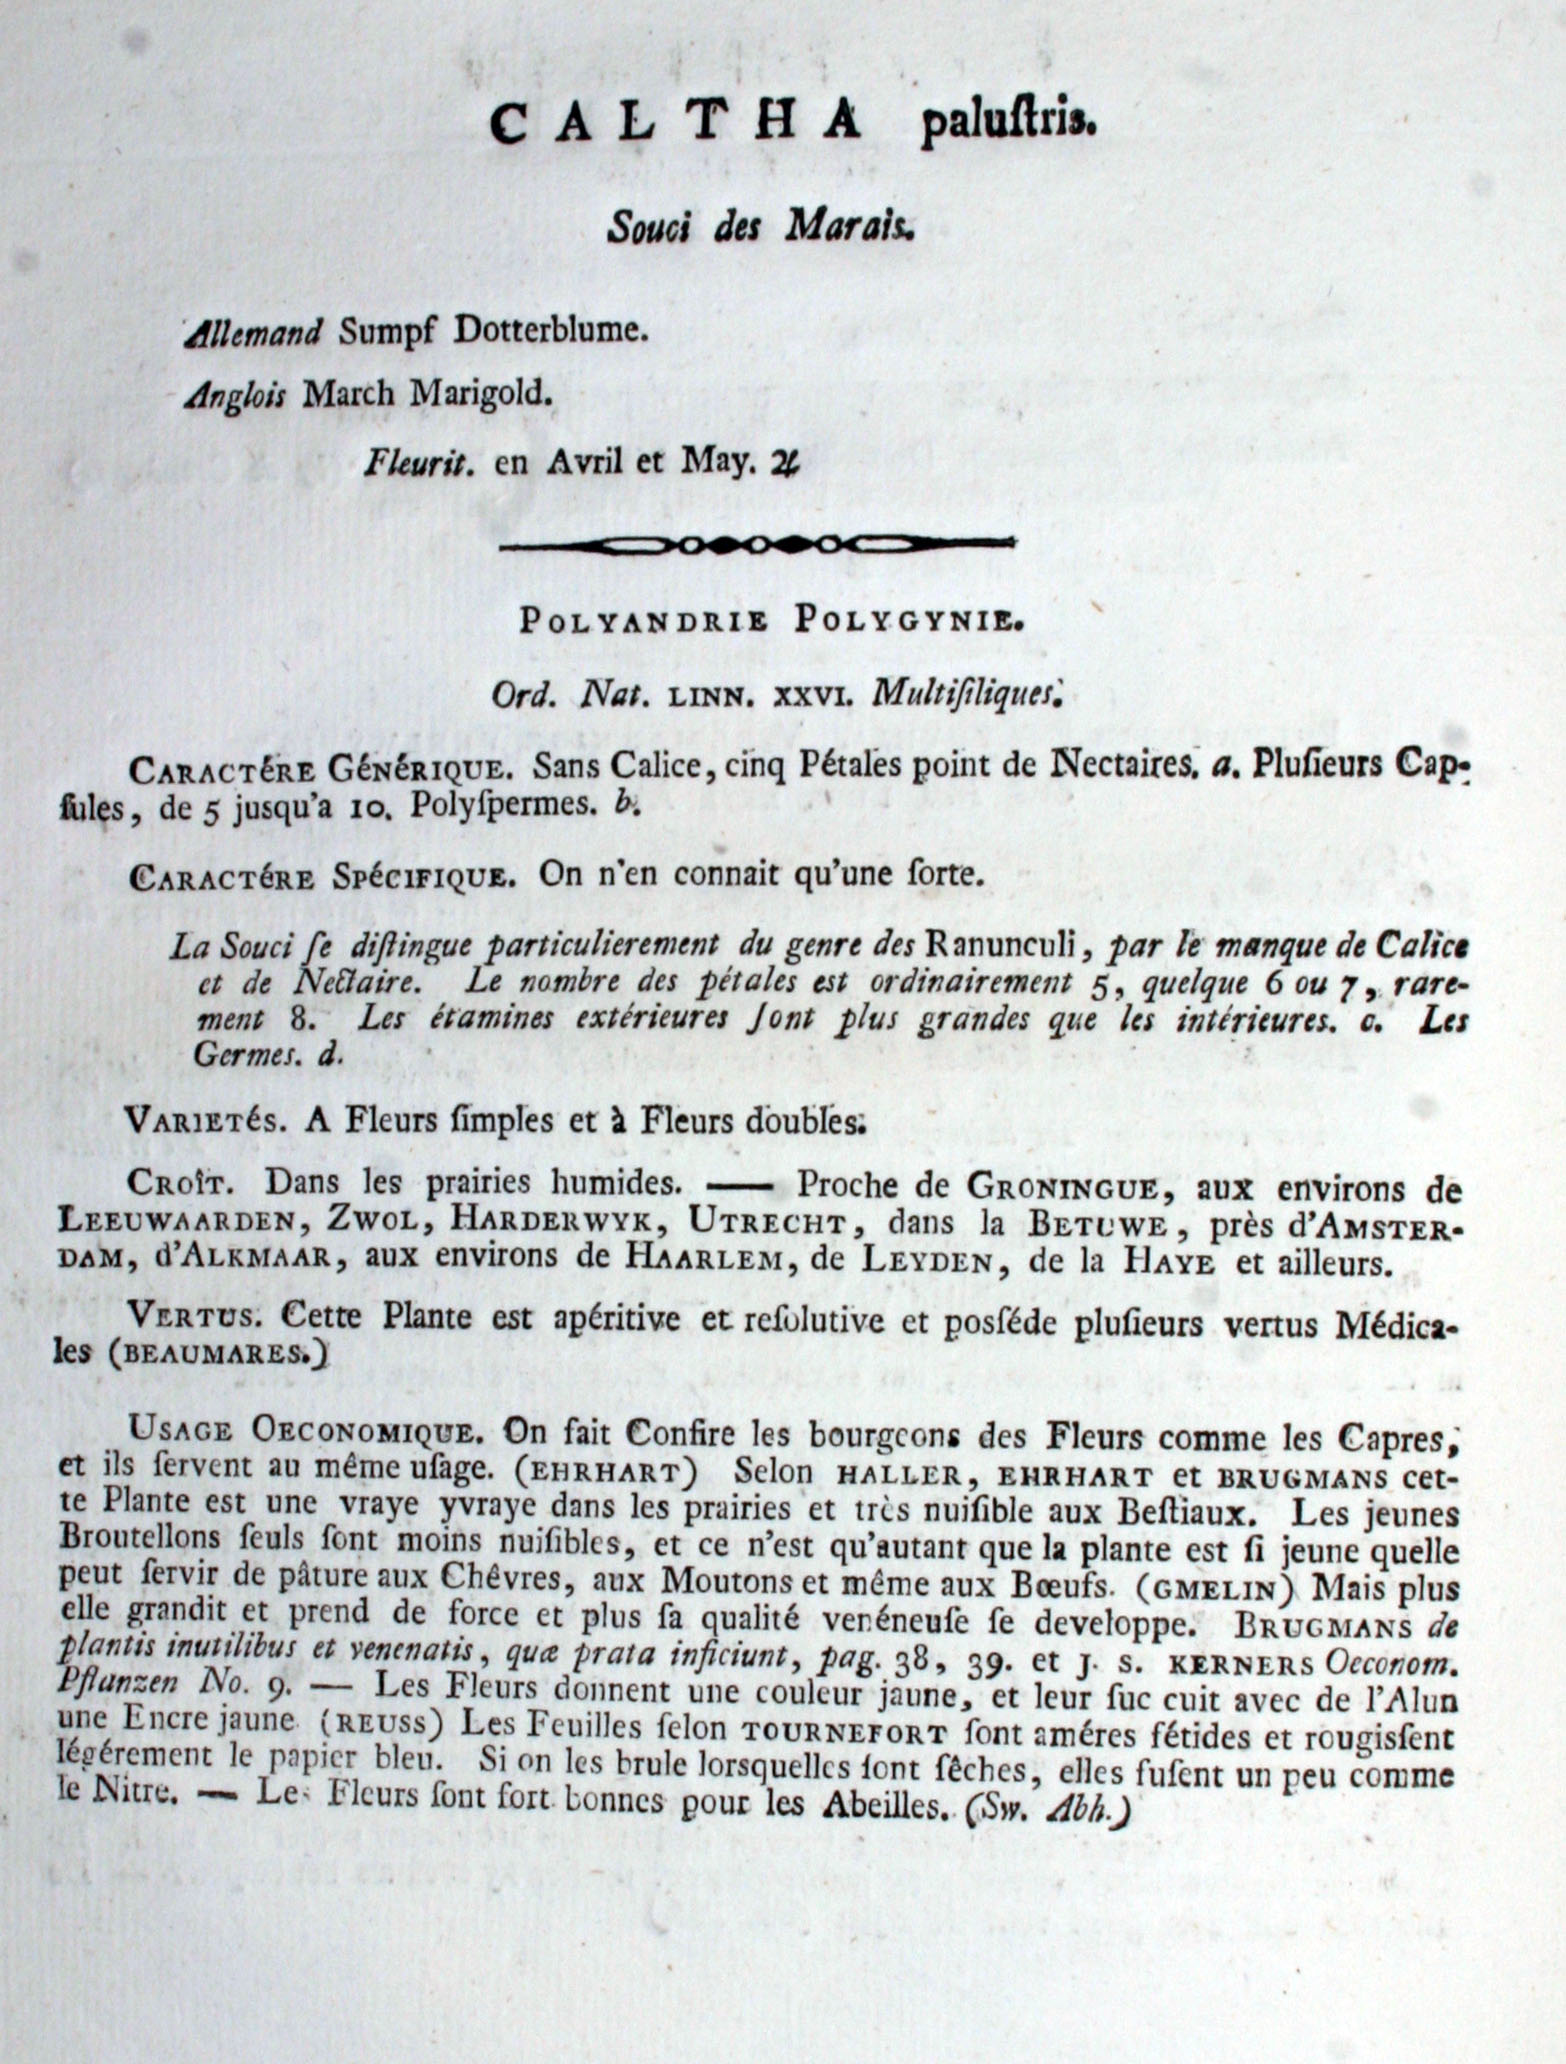 CALTHA paluſtris.
Souci des Marais.
Allemand Sumpf Dotterblume.
Anglois March Marigold.
Fleurit. en Avril et May. ♃
POLYANDRIE POLYGYNIE.
Ord. Nat. LINN. XXVI. Multiſiliques.
CARACTéRE GéNéRIQUE. Sans Calice, cinq Pétales point de Nectaires. a. Pluſieurs Cap-
ſules, de 5 jusqu'a 10. Polyſpermes. b.
CARACTéRE SPéCIFIQUE. On n'en connait qu'une ſorte.
La Souci ſe diſtingue particulierement du genre des Ranunculi, par le manque de Calice
et de Nectaire. Le nombre des pétales est ordinairement 5, quelque 6 ou 7, rare-
ment 8. Les étamines extérieures ſont plus grandes que les intérieures. c. Les
Germes. d.
VARIETéS. A Fleurs ſimples et à Fleurs doubles.
CROÎT. Dans les prairies humides. — Proche de GRONINGUE, aux environs de
LEEUWAARDEN, ZWOL, HARDERWYK, UTRECHT, dans la BETUWE, près d'AMSTER-
DAM, d'ALKMAAR, aux environs de HAARLEM, de LEYDEN, de la HAYE et ailleurs.
VERTUS. Cette Plante est apéritive et reſolutive et posſéde pluſieurs vertus Médica-
les (BEAUMARES.)
USAGE OECONOMIQUE. On fait Confire les bourgeons des Fleurs comme les Capres,
et ils ſervent au même uſage. (EHRHART) Selon HALLER, EHRHART et BRUGMANS cet-
te Plante est une vraye yvraye dans les prairies et très nuiſible aux Beſtiaux. Les jeunes
Broutellons ſeuls ſont moins nuiſibles, et ce n'est qu'autant que la plante est ſi jeune quelle
peut ſervir de pâture aux Chêvres, aux Moutons et même aux Bœufs. (GMELIN) Mais plus
elle grandit et prend de force et plus ſa qualité venéneuſe ſe developpe. BRUGMANS de
plantis inutilibus et venenatis, quæ prata inficiunt, pag. 38, 39. et J. S. KERNERS Oeconom.
Pflanzen No. 9. — Les Fleurs donnent une couleur jaune, et leur ſuc cuit avec de l'Alun
une Encre jaune (REUSS) Les Feuilles ſelon TOURNEFORT ſont améres fétides et rougisſent
légérement le papier bleu. Si on les brule lorsquelles ſont ſêches, elles fuſent un peu comme
le Nitre. — Les Fleurs ſont fort bonnes pour les Abeilles. (Sw. Abh.)